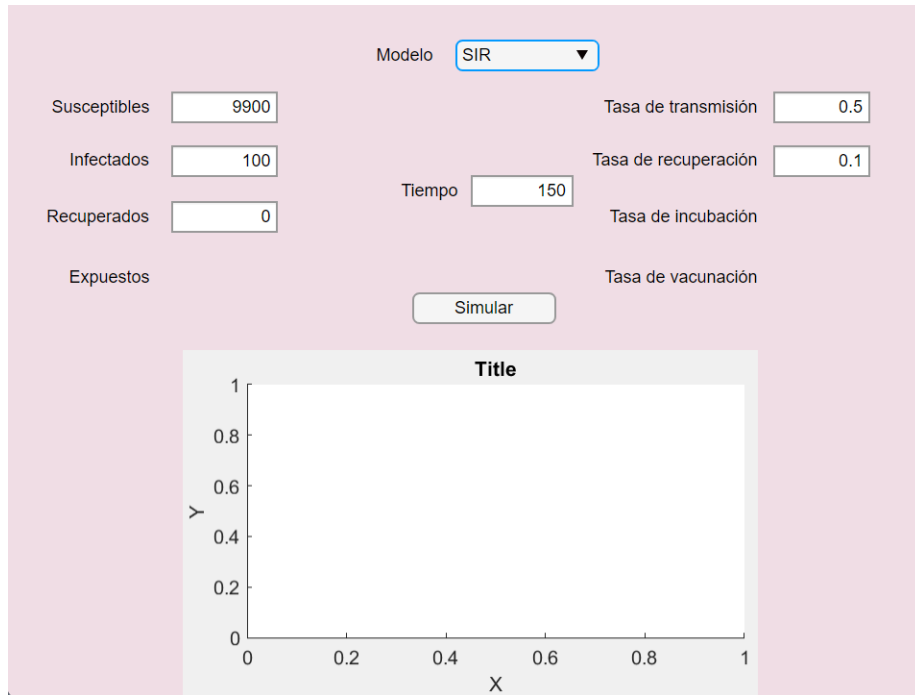 Modelo SIR
Susceptibles 9900 Tasa de transmisión 0.5
Infectados 100 Tasa de recuperación 0.1
Tiempo 150
Recuperados 0 Tasa de incubación
Expuestos Tasa de vacunación
Simular
Title
1
0.8
0.6
0.4
0.2
0
Y
0 0.2 0.4 0.6 0.8 1
X